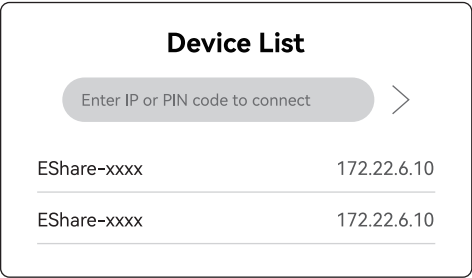 Device List
Enter IP or PIN code to connect
EShare-xxxx 172.22.6.10
EShare-xxxx 172.22.6.10